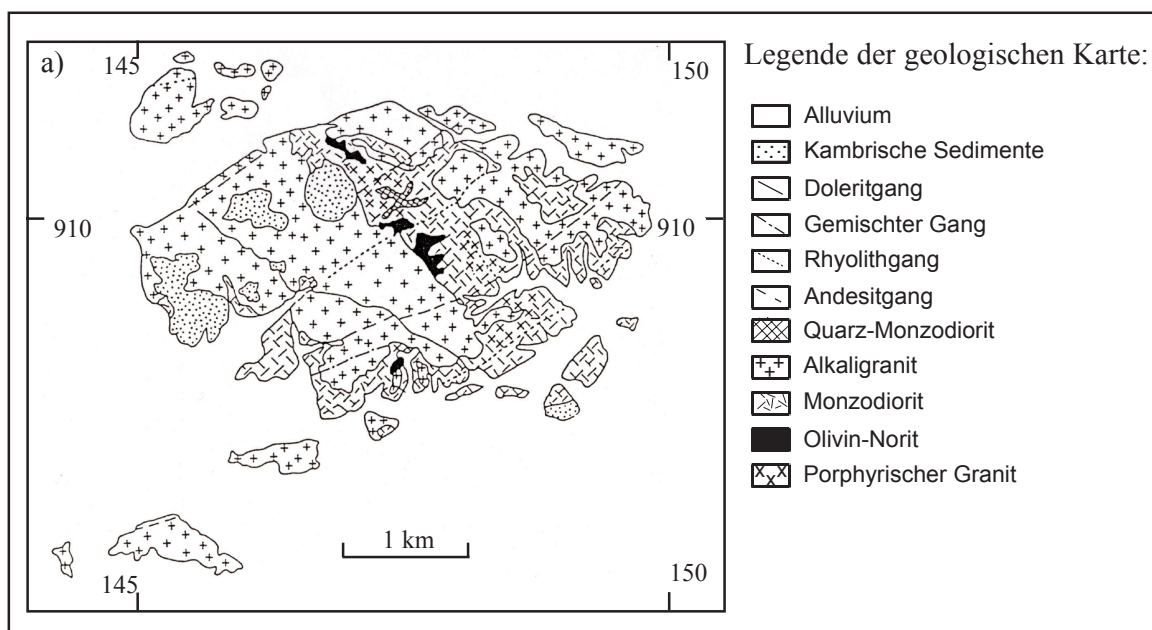 a)
145
150
Legende der geologischen Karte:
Alluvium
Kambrische Sedimente
Doleritgang
910
910
Gemischter Gang
Rhyolithgang
Andesitgang
Quarz-Monzodiorit
Alkaligranit
Monzodiorit
Olivin-Norit
Porphyrischer Granit
1 km
145
150